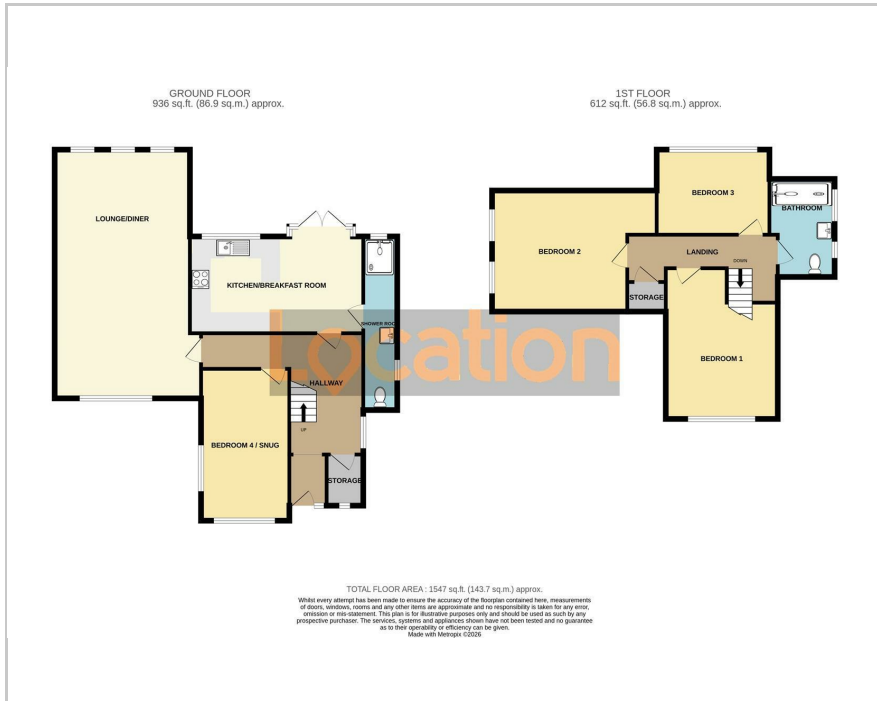 GROUND FLOOR
936 sq.ft. (86.9 sq.m.) approx.
LOUNGE/DINER
KITCHEN/BREAKFAST ROOM
SHOWER ROO
HALLWAY
UP
BEDROOM 4 / SNUG
STORAGE
1ST FLOOR
612 sq.ft. (56.8 sq.m.) approx.
BEDROOM 3
BATHROOM
BEDROOM 2
LANDING
DOWN
STORAGE
BEDROOM 1
Location
TOTAL FLOOR AREA : 1547 sq.ft. (143.7 sq.m.) approx.
Whilst every attempt has been made to ensure the accuracy of the floorplan contained here, measurements
of doors, windows, rooms and any other items are approximate and no responsibility is taken for any error,
omission or mis-statement. This plan is for illustrative purposes only and should be used as such by any
prospective purchaser. The services, systems and appliances shown have not been tested and no guarantee
as to their operability or efficiency can be given.
Made with Metropix ©2026